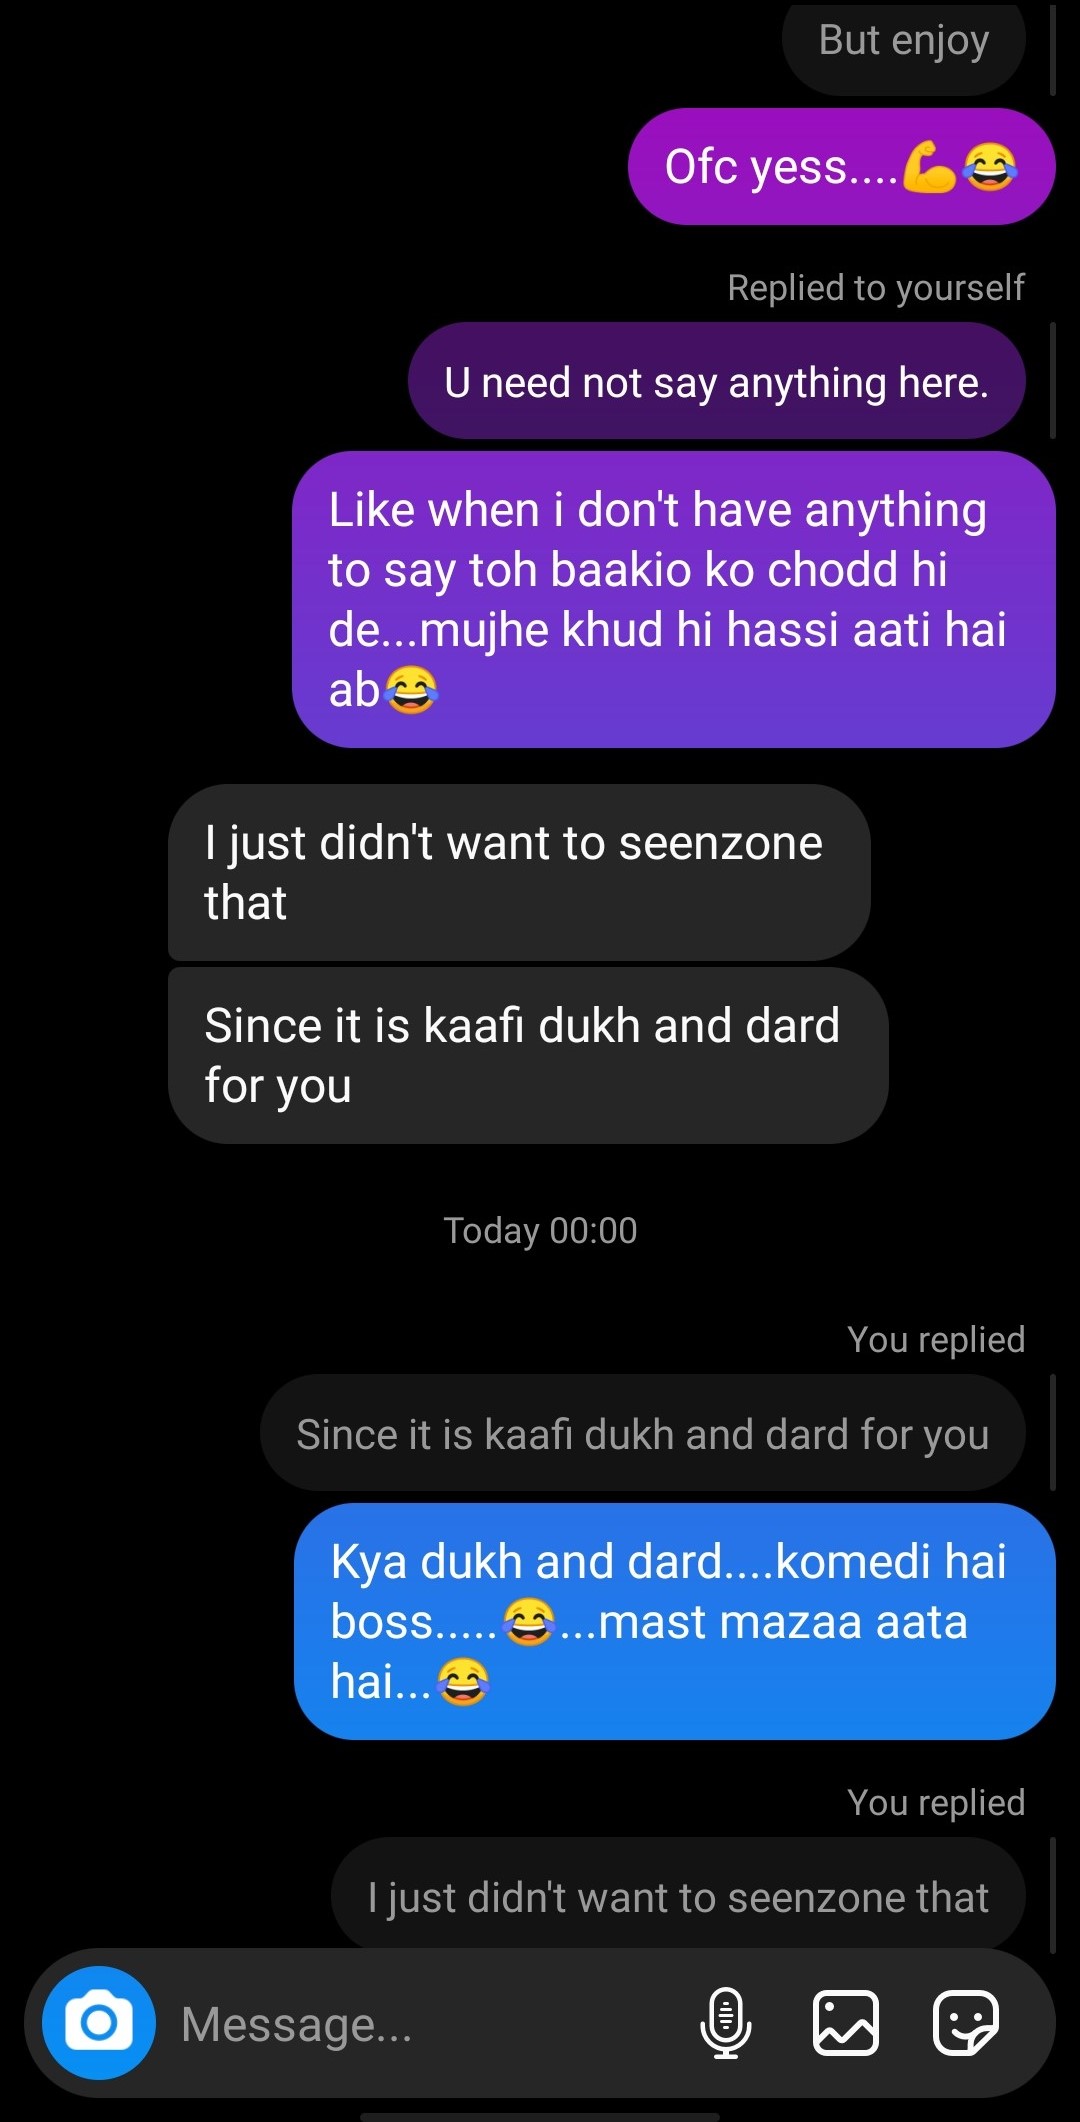 But enjoy
Ofc yess....💪😂
Replied to yourself
U need not say anything here.
Like when i don't have anything
to say toh baakio ko chodd hi
de...mujhe khud hi hassi aati hai
ab😂
I just didn't want to seenzone
that
Since it is kaafi dukh and dard
for you
Today 00:00
You replied
Since it is kaafi dukh and dard for you
Kya dukh and dard....komedi hai
boss.....😂...mast mazaa aata
hai...😂
You replied
I just didn't want to seenzone that
Message...